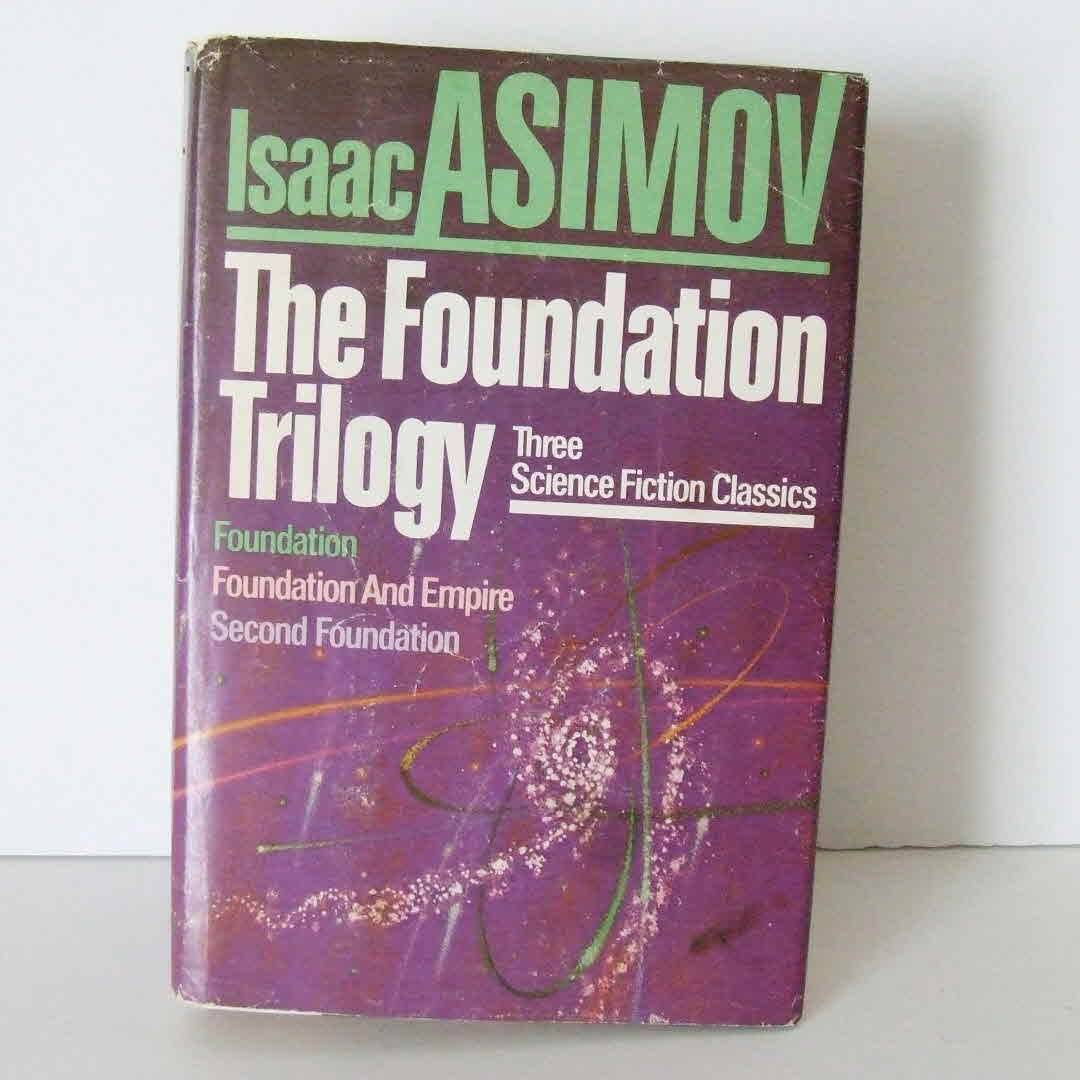 Isaac ASIMOV
The Foundation
Trilogy
Three
Science Fiction Classics
Foundation
Foundation And Empire
Second Foundation